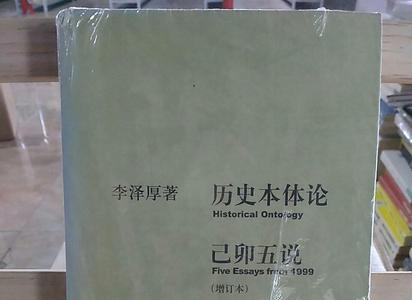 李泽厚著 历史本体论
Historical Ontology
己卯五说
Five Essays from 1999
(增订本)